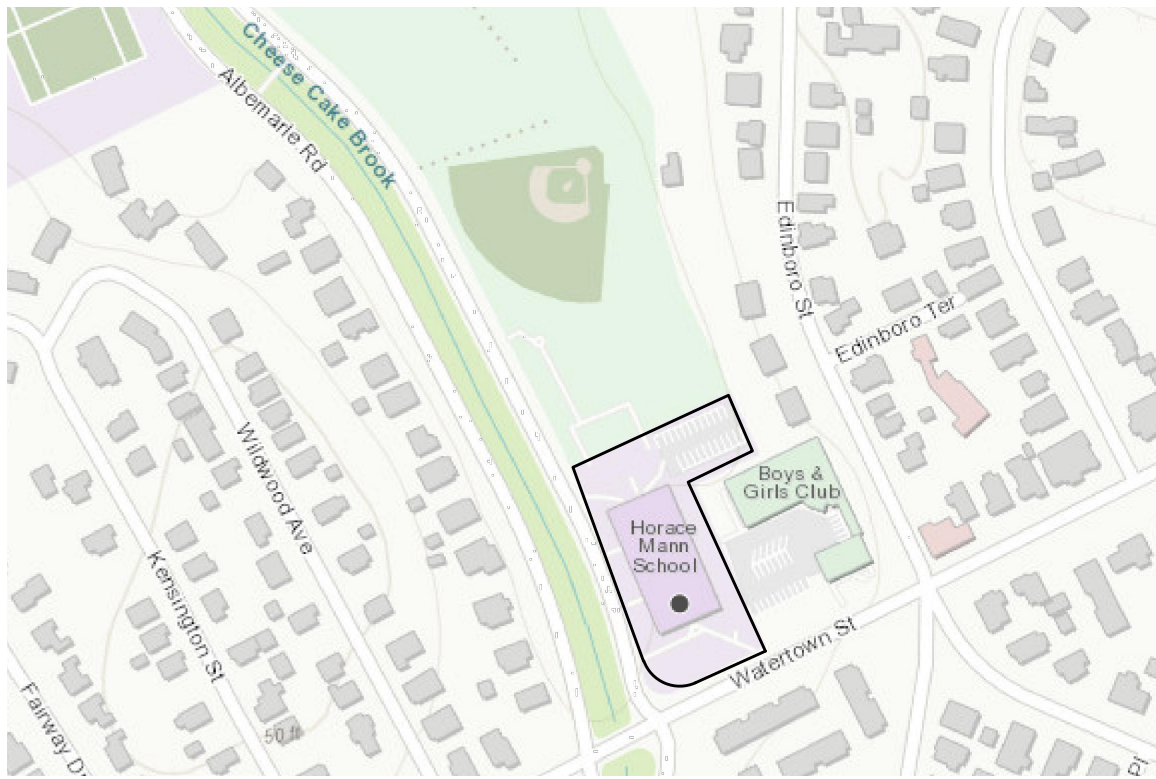 Cheese Cake Brook
Albemarle Rd
Edinboro St
Edinboro Ter
Wildwood Ave
Boys &
Girls Club
Horace
Mann
School
Kensington St
Watertown St
Fairway Dr
50 ft
Pl